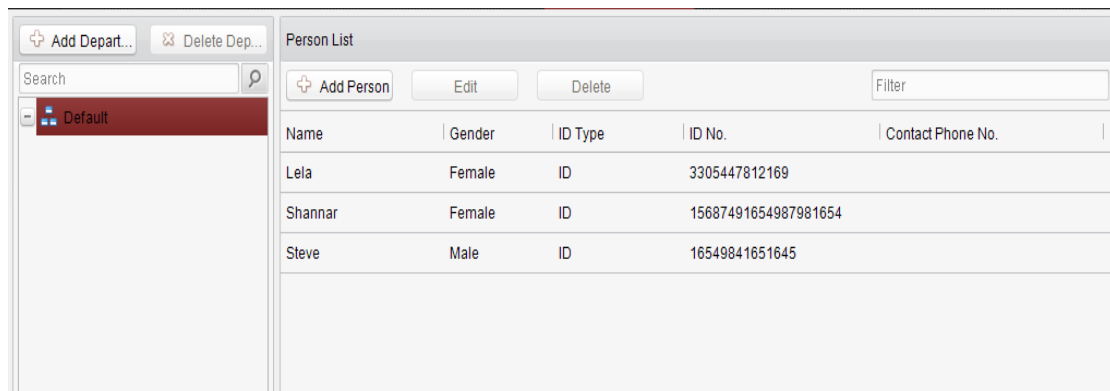 Add Depart... Delete Dep...
Search
Default
Person List
Add Person Edit Delete Filter
Name Gender ID Type ID No. Contact Phone No.
Lela Female ID 3305447812169
Shannar Female ID 15687491654987981654
Steve Male ID 16549841651645